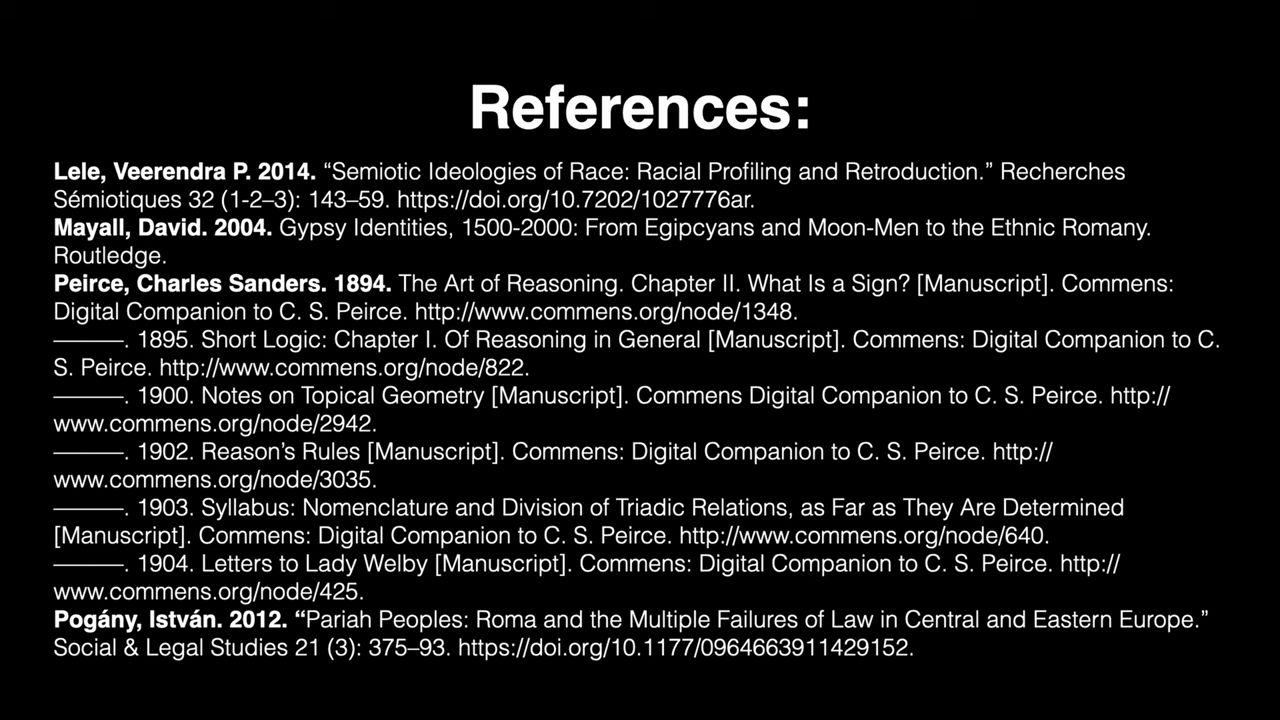 References:
Lele, Veerendra P. 2014. “Semiotic Ideologies of Race: Racial Profiling and Retroduction.” Recherches
Sémiotiques 32 (1-2–3): 143–59. https://doi.org/10.7202/1027776ar.
Mayall, David. 2004. Gypsy Identities, 1500-2000: From Egipcyans and Moon-Men to the Ethnic Romany.
Routledge.
Peirce, Charles Sanders. 1894. The Art of Reasoning. Chapter II. What Is a Sign? [Manuscript]. Commens:
Digital Companion to C. S. Peirce. http://www.commens.org/node/1348.
———. 1895. Short Logic: Chapter I. Of Reasoning in General [Manuscript]. Commens: Digital Companion to C.
S. Peirce. http://www.commens.org/node/822.
———. 1900. Notes on Topical Geometry [Manuscript]. Commens Digital Companion to C. S. Peirce. http://
www.commens.org/node/2942.
———. 1902. Reason’s Rules [Manuscript]. Commens: Digital Companion to C. S. Peirce. http://
www.commens.org/node/3035.
———. 1903. Syllabus: Nomenclature and Division of Triadic Relations, as Far as They Are Determined
[Manuscript]. Commens: Digital Companion to C. S. Peirce. http://www.commens.org/node/640.
———. 1904. Letters to Lady Welby [Manuscript]. Commens: Digital Companion to C. S. Peirce. http://
www.commens.org/node/425.
Pogány, István. 2012. “Pariah Peoples: Roma and the Multiple Failures of Law in Central and Eastern Europe.”
Social & Legal Studies 21 (3): 375–93. https://doi.org/10.1177/0964663911429152.